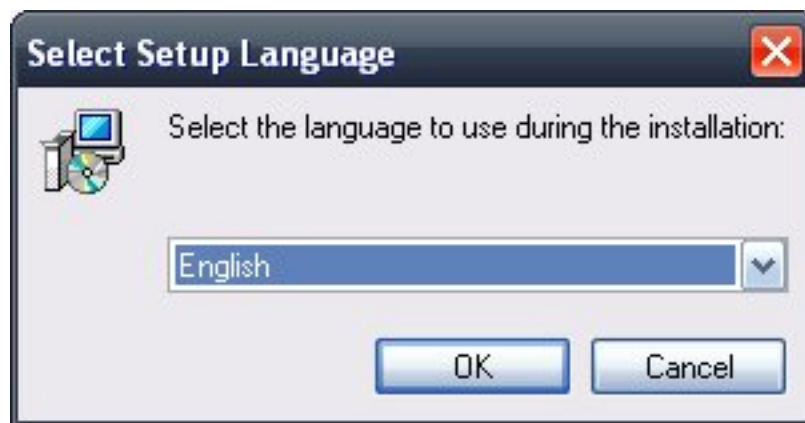 Select Setup Language
Select the language to use during the installation:
English
OK
Cancel